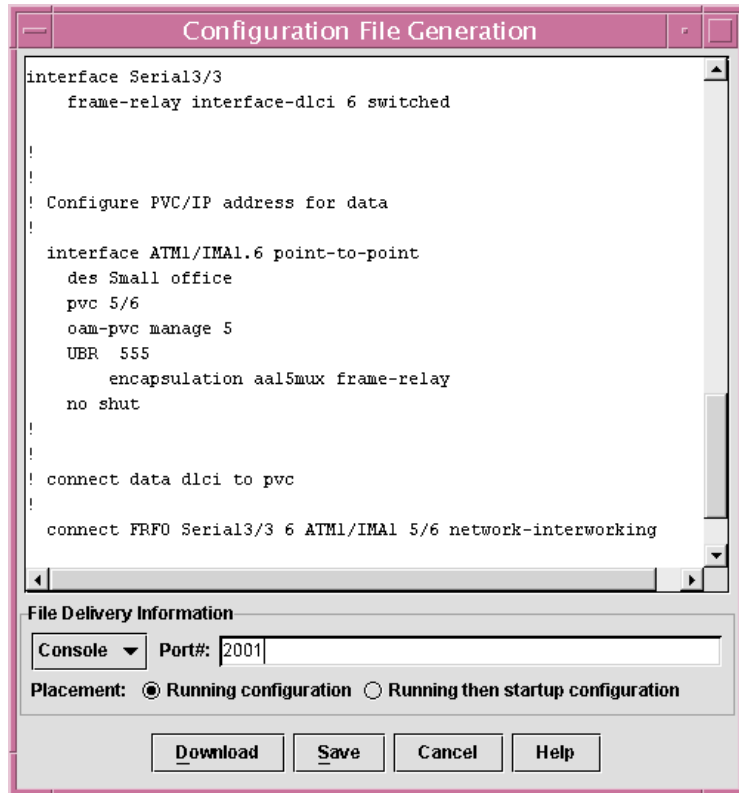 Configuration File Generation
interface Serial3/3
frame-relay interface-dlci 6 switched
!
!
! Configure PVC/IP address for data
!
interface ATM1/IMA1.6 point-to-point
des Small office
pvc 5/6
oam-pvc manage 5
UBR  555
encapsulation aal5mux frame-relay
no shut
!
!
! connect data dlci to pvc
!
connect FRF0 Serial3/3 6 ATM1/IMA1 5/6 network-interworking
File Delivery Information
Console Port#: 2001
Placement: Running configuration Running then startup configuration
Download Save Cancel Help